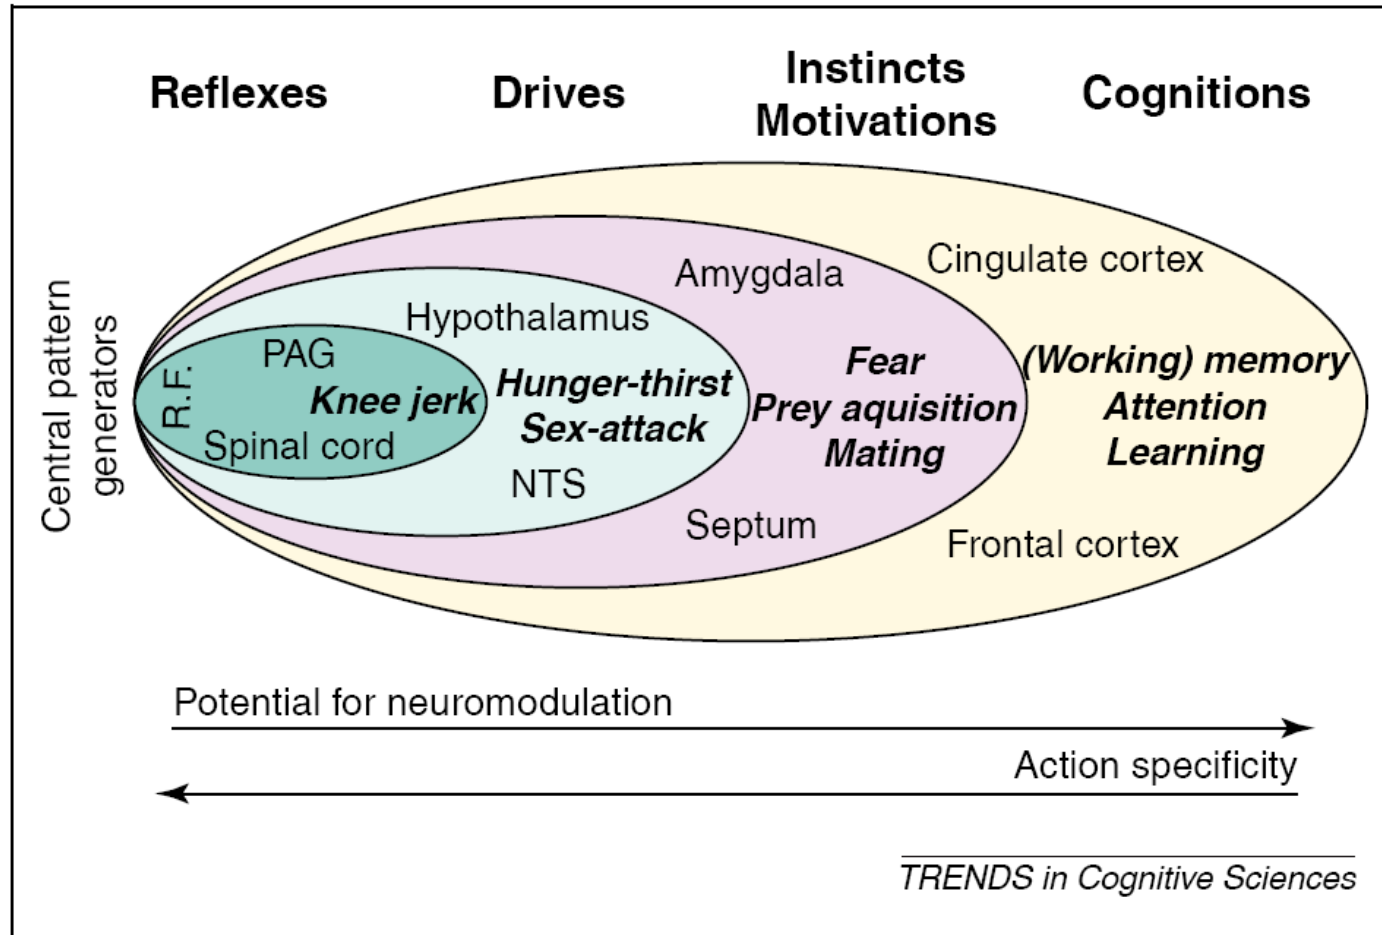 Reflexes
Drives
Instincts
Motivations
Cognitions
Central pattern
generators
R.F.
PAG
Knee jerk
Spinal cord
Hypothalamus
Hunger-thirst
Sex-attack
NTS
Amygdala
Fear
Prey aquisition
Mating
Septum
Cingulate cortex
(Working) memory
Attention
Learning
Frontal cortex
Potential for neuromodulation
Action specificity
TRENDS in Cognitive Sciences